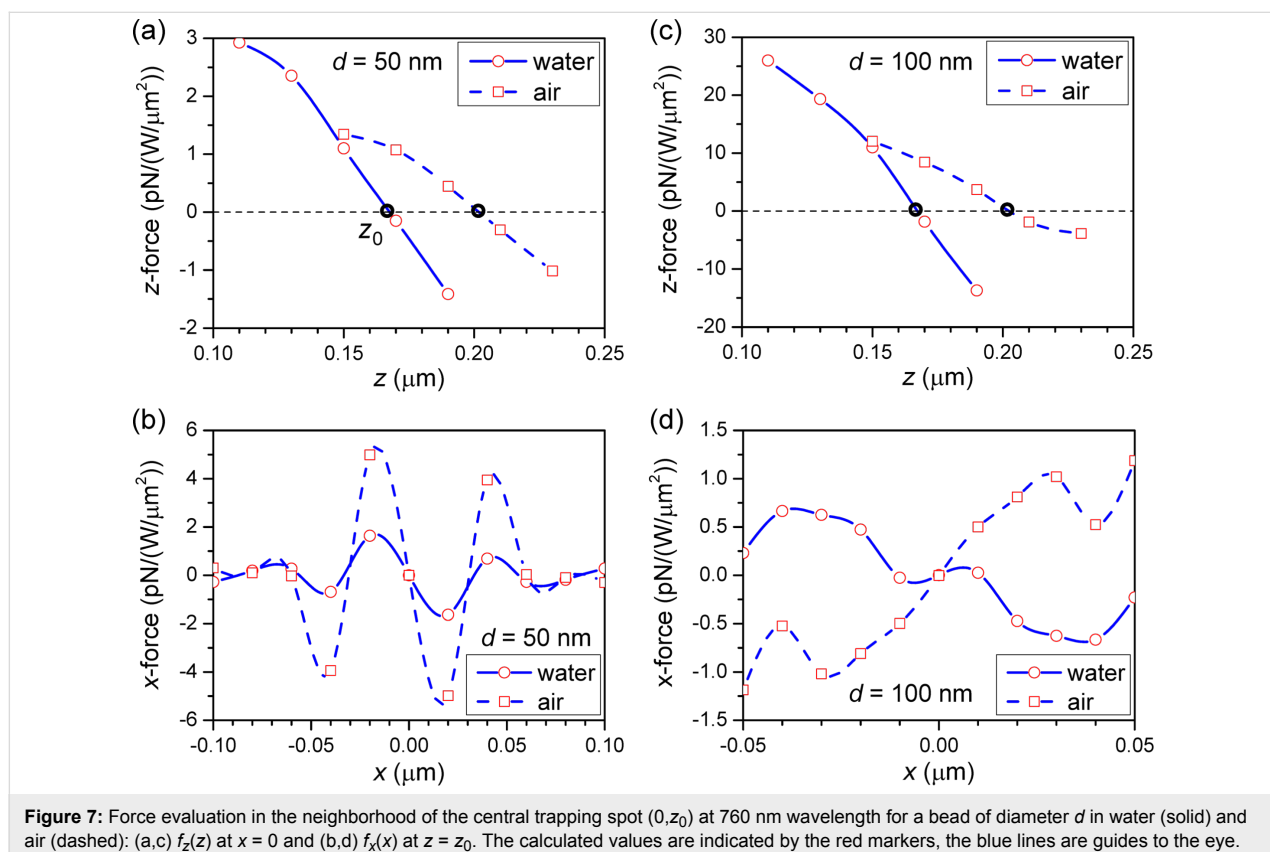 (a)
3
2
1
0
-1
-2
z-force (pN/(W/μm²))
d = 50 nm
water
air
z₀
0.10 0.15 0.20 0.25
z (μm)
(c)
30
20
10
0
-10
-20
z-force (pN/(W/μm²))
d = 100 nm
water
air
0.10 0.15 0.20 0.25
z (μm)
(b)
6
4
2
0
-2
-4
-6
x-force (pN/(W/μm²))
d = 50 nm
water
air
-0.10 -0.05 0.00 0.05 0.10
x (μm)
(d)
1.5
1.0
0.5
0.0
-0.5
-1.0
-1.5
x-force (pN/(W/μm²))
water
air
d = 100 nm
-0.05 0.00 0.05
x (μm)
Figure 7: Force evaluation in the neighborhood of the central trapping spot (0,z₀) at 760 nm wavelength for a bead of diameter d in water (solid) and
air (dashed): (a,c) f_z(z) at x = 0 and (b,d) f_x(x) at z = z₀. The calculated values are indicated by the red markers, the blue lines are guides to the eye.